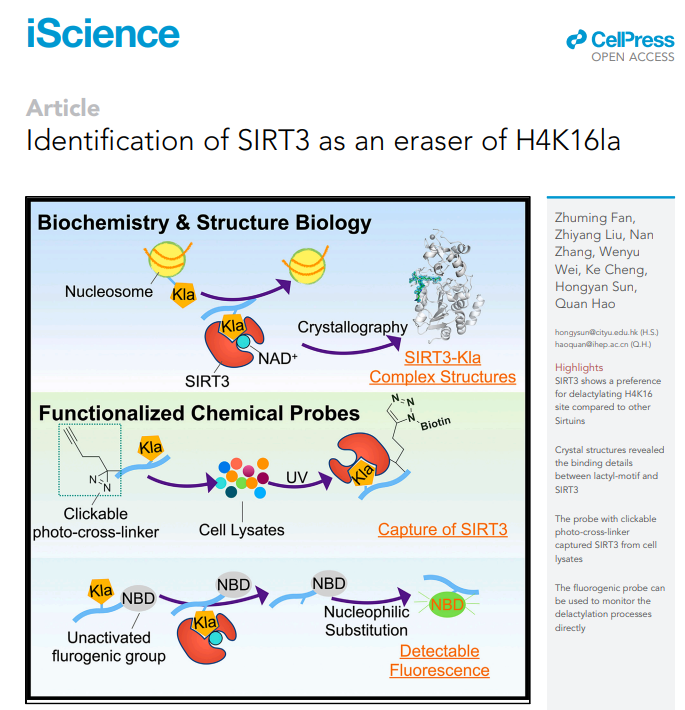 iScience
CellPress
OPEN ACCESS
Article
Identification of SIRT3 as an eraser of H4K16la
Biochemistry & Structure Biology
Nucleosome
Kla
Kla
NAD+
SIRT3
Crystallography
SIRT3-Kla
Complex Structures
Functionalized Chemical Probes
N
N
Clickable
photo-cross-linker
Kla
Cell Lysates
UV
Kla
N
N
N
Biotin
Capture of SIRT3
Kla
NBD
Unactivated
flurogenic group
NBD
Kla
NBD
Nucleophilic
Substitution
NBD
Detectable
Fluorescence
Zhuming Fan,
Zhiyang Liu, Nan
Zhang, Wenyu
Wei, Ke Cheng,
Hongyan Sun,
Quan Hao
hongysun@cityu.edu.hk (H.S.)
haoquan@ihep.ac.cn (Q.H.)
Highlights
SIRT3 shows a preference
for delactylating H4K16
site compared to other
Sirtuins
Crystal structures revealed
the binding details
between lactyl-motif and
SIRT3
The probe with clickable
photo-cross-linker
captured SIRT3 from cell
lysates
The fluorogenic probe can
be used to monitor the
delactylation processes
directly